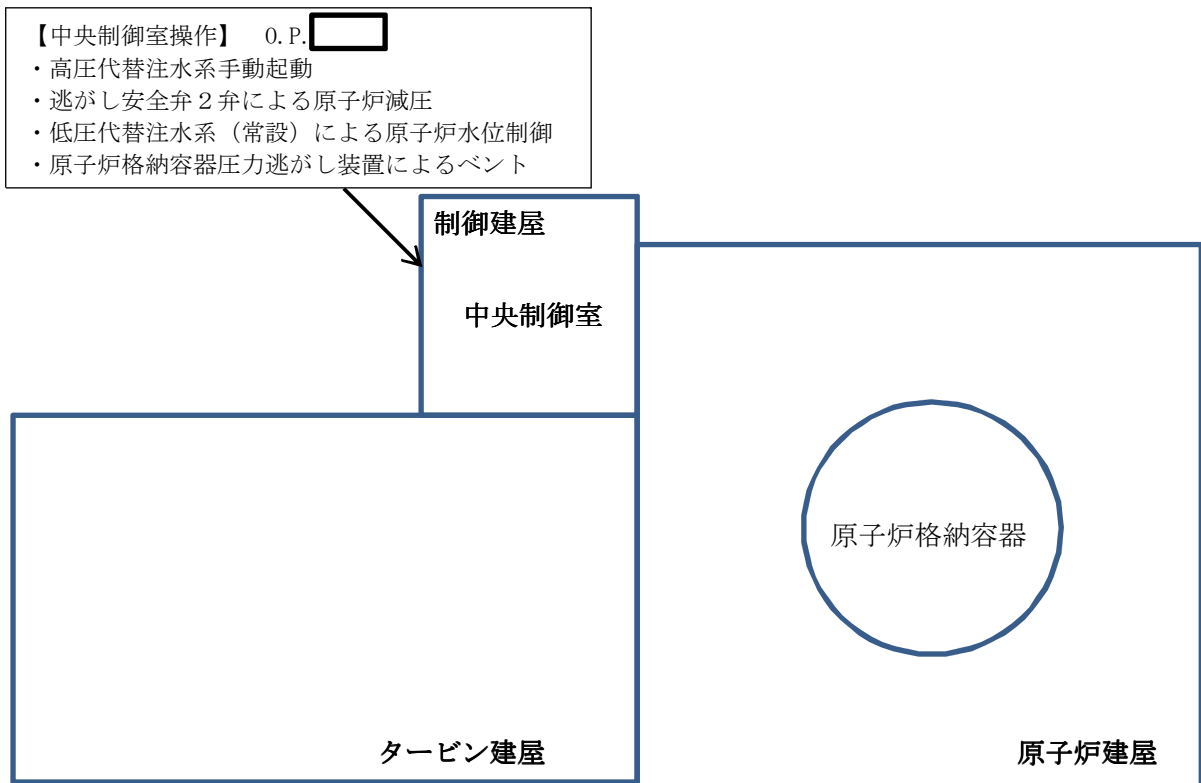 【中央制御室操作】 O.P.
・高圧代替注水系手動起動
・逃がし安全弁２弁による原子炉減圧
・低圧代替注水系（常設）による原子炉水位制御
・原子炉格納容器圧力逃がし装置によるベント
制御建屋
中央制御室
原子炉格納容器
タービン建屋
原子炉建屋